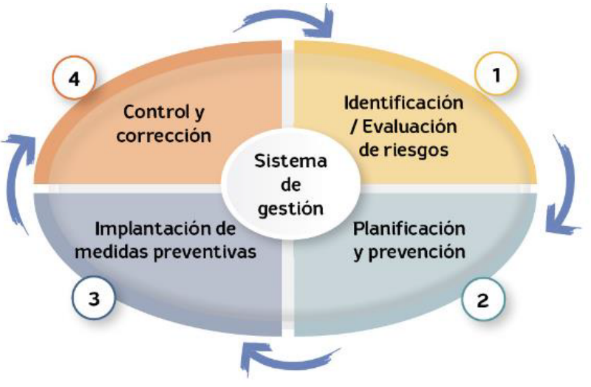 4
Control y
corrección
1
Identificación
/ Evaluación
de riesgos
Sistema
de
gestión
Implantación de
medidas preventivas
3
Planificación
y prevención
2